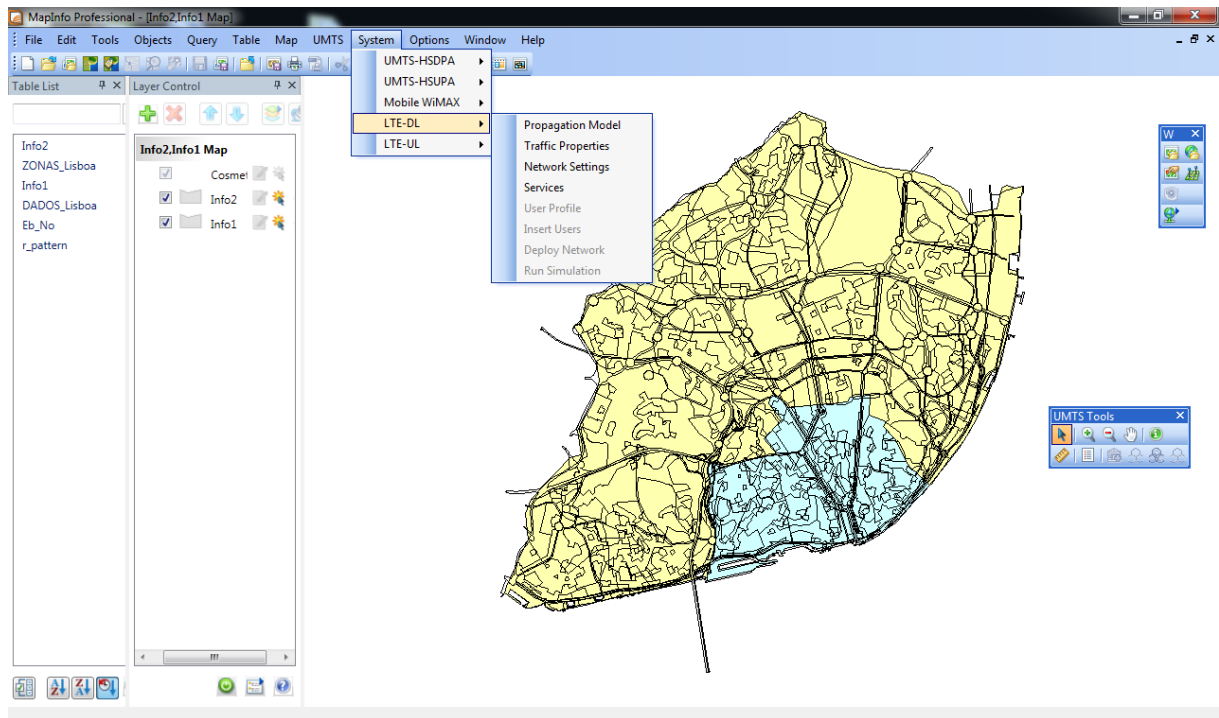 MapInfo Professional - [Info2,Info1 Map]
File Edit Tools Objects Query Table Map UMTS System Options Window Help
Table List
Layer Control
UMTS-HSDPA
UMTS-HSUPA
Mobile WiMAX
LTE-DL
LTE-UL
Propagation Model
Traffic Properties
Network Settings
Services
User Profile
Insert Users
Deploy Network
Run Simulation
Info2
ZONAS_Lisboa
Info1
DADOS_Lisboa
Eb_No
r_pattern
Info2,Info1 Map
Cosmet
Info2
Info1
W
UMTS Tools